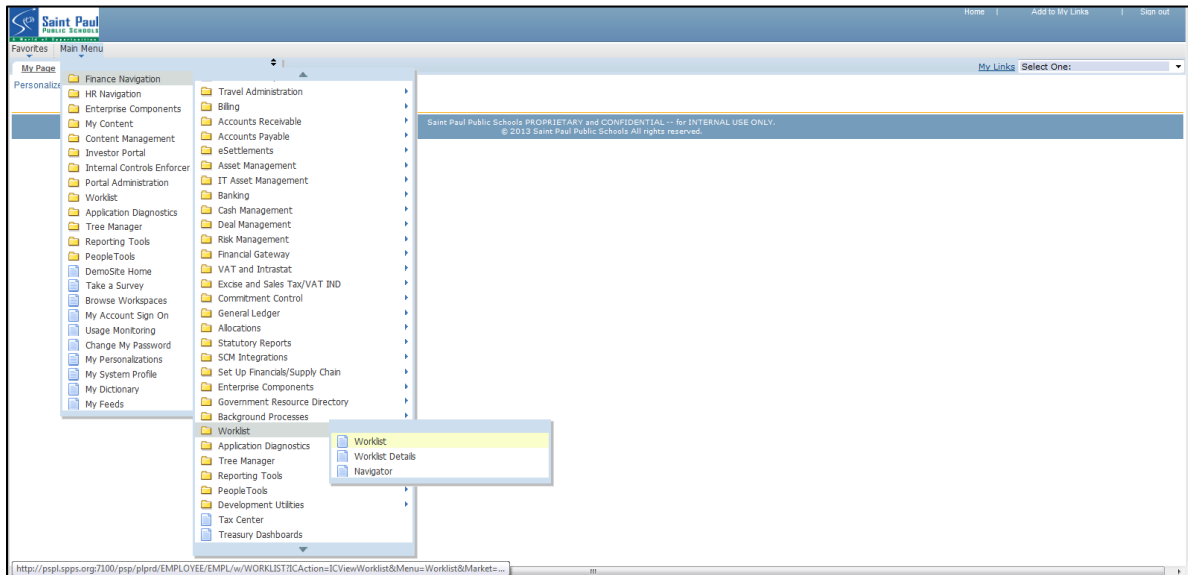 Saint Paul
PUBLIC SCHOOLS
A World of Opportunities
Home | Add to My Links | Sign out
Favorites Main Menu
My Page
My Links Select One:
Personalize
Finance Navigation
HR Navigation
Enterprise Components
My Content
Content Management
Investor Portal
Internal Controls Enforcer
Portal Administration
Worklist
Application Diagnostics
Tree Manager
Reporting Tools
PeopleTools
DemoSite Home
Take a Survey
Browse Workspaces
My Account Sign On
Usage Monitoring
Change My Password
My Personalizations
My System Profile
My Dictionary
My Feeds
Travel Administration
Billing
Accounts Receivable
Accounts Payable
eSettlements
Asset Management
IT Asset Management
Banking
Cash Management
Deal Management
Risk Management
Financial Gateway
VAT and Intrastat
Excise and Sales Tax/VAT IND
Commitment Control
General Ledger
Allocations
Statutory Reports
SCM Integrations
Set Up Financials/Supply Chain
Enterprise Components
Government Resource Directory
Background Processes
Worklist
Application Diagnostics
Tree Manager
Reporting Tools
PeopleTools
Development Utilities
Tax Center
Treasury Dashboards
Worklist
Worklist Details
Navigator
Saint Paul Public Schools PROPRIETARY and CONFIDENTIAL -- for INTERNAL USE ONLY.
© 2013 Saint Paul Public Schools All rights reserved.
http://pspl.spps.org:7100/psp/plprd/EMPLOYEE/EMPL/w/WORKLIST?ICAction=ICViewWorklist&Menu=Worklist&Market=...